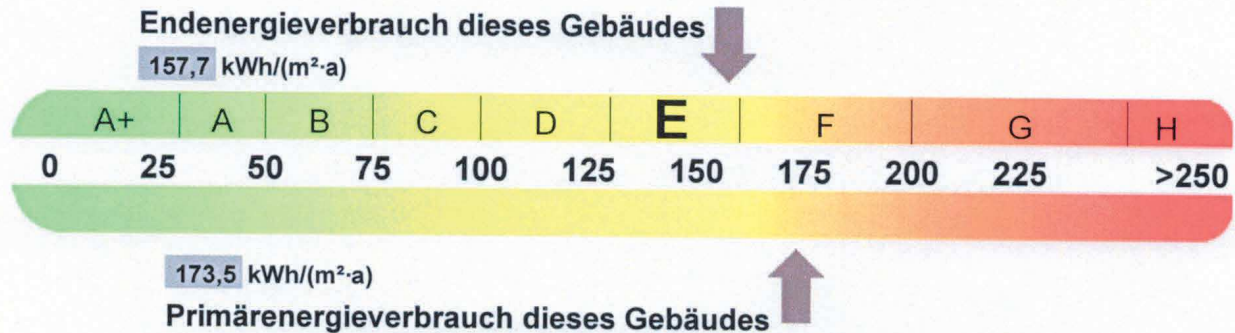 Endenergieverbrauch dieses Gebäudes
157,7 kWh/(m²·a)
A+ A B C D E F G H
0 25 50 75 100 125 150 175 200 225 >250
173,5 kWh/(m²·a)
Primärenergieverbrauch dieses Gebäudes